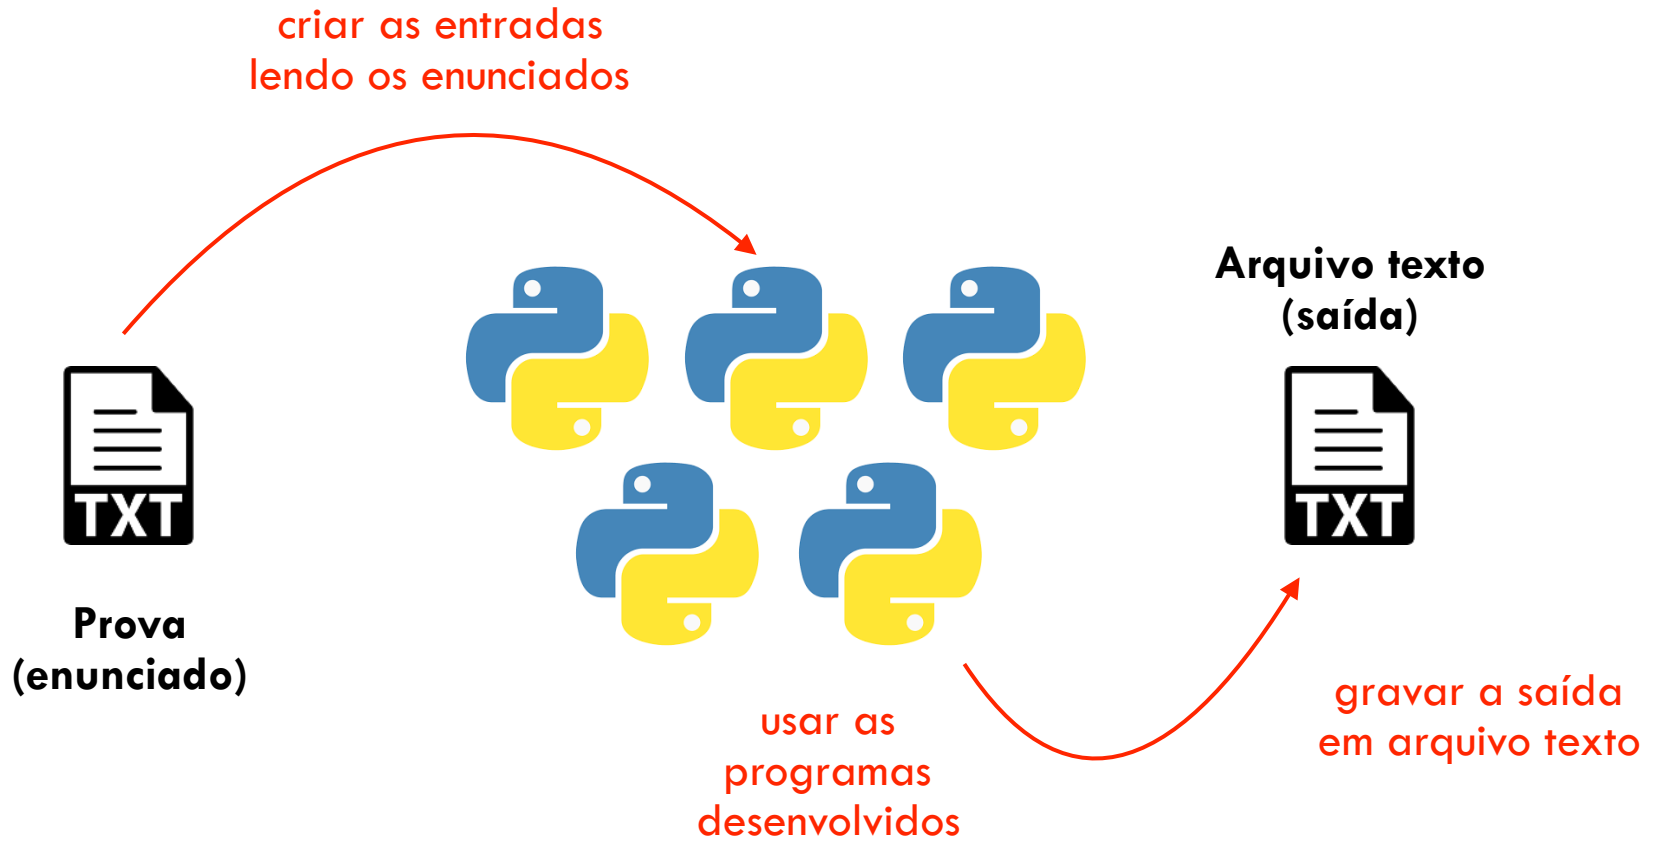 criar as entradas
lendo os enunciados
Arquivo texto
(saída)
TXT
TXT
Prova
(enunciado)
usar as
programas
desenvolvidos
gravar a saída
em arquivo texto